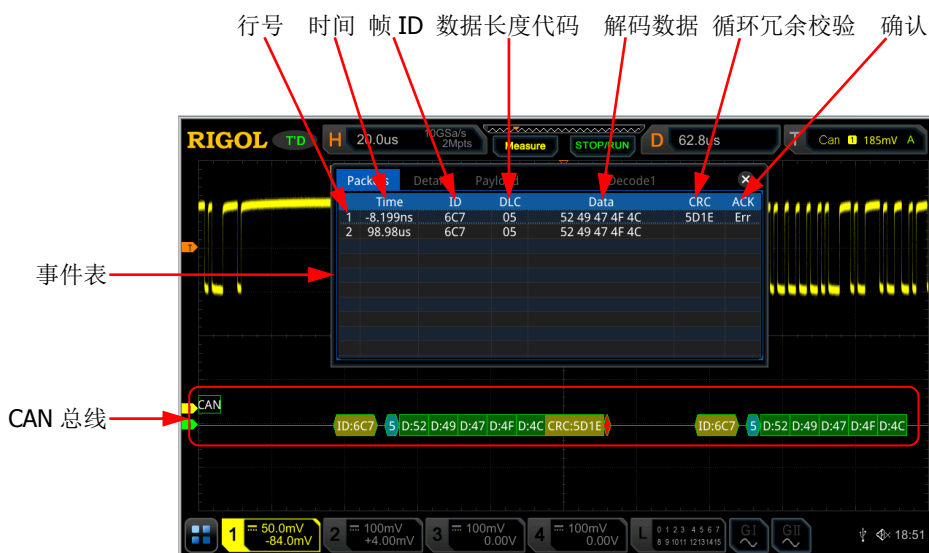 行号 时间 帧 ID 数据长度代码 解码数据 循环冗余校验 确认
RIGOL T'D H 20.0us 10GSa/s 2Mpts Measure STOP/RUN D 62.8us T Can 1 185mV A
Packets Details Payload Decode1
Time ID DLC Data CRC ACK
1 -8.199ns 6C7 05 52 49 47 4F 4C 5D1E Err
2 98.98us 6C7 05 52 49 47 4F 4C
T
事件表
CAN 总线
CAN
ID:6C7 5 D:52 D:49 D:47 D:4F D:4C CRC:5D1E ID:6C7 5 D:52 D:49 D:47 D:4F D:4C
1 50.0mV -84.0mV 2 100mV +4.00mV 3 100mV 0.00V 4 100mV 0.00V L 0 1 2 3 4 5 6 7 8 9 10 11 12 13 14 15 GI GII 18:51